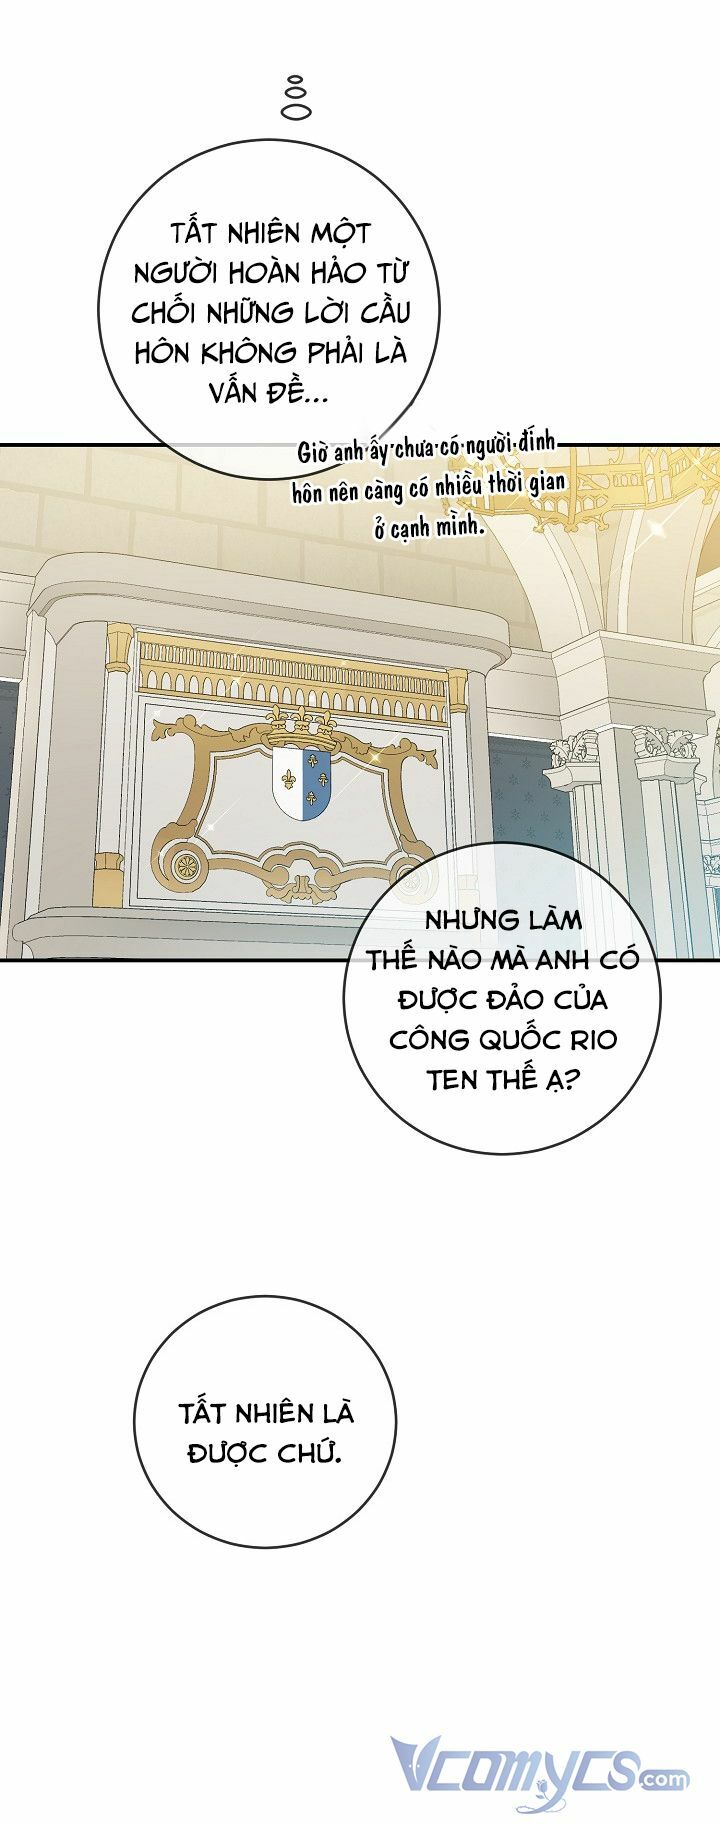 TẤT NHIÊN MỘT
NGƯỜI HOÀN HẢO TỪ
CHỐI NHỮNG LỜI CẦU
HÔN KHÔNG PHẢI LÀ
VẤN ĐỀ...
Giờ anh ấy chưa có người đính
hôn nên càng có nhiều thời gian
ở cạnh mình.
NHƯNG LÀM
THẾ NÀO MÀ ANH CÓ
ĐƯỢC ĐẢO CỦA
CÔNG QUỐC RIO
TEN THẾ Ạ?
TẤT NHIÊN LÀ
ĐƯỢC CHỨ.
VCOMYCS.com